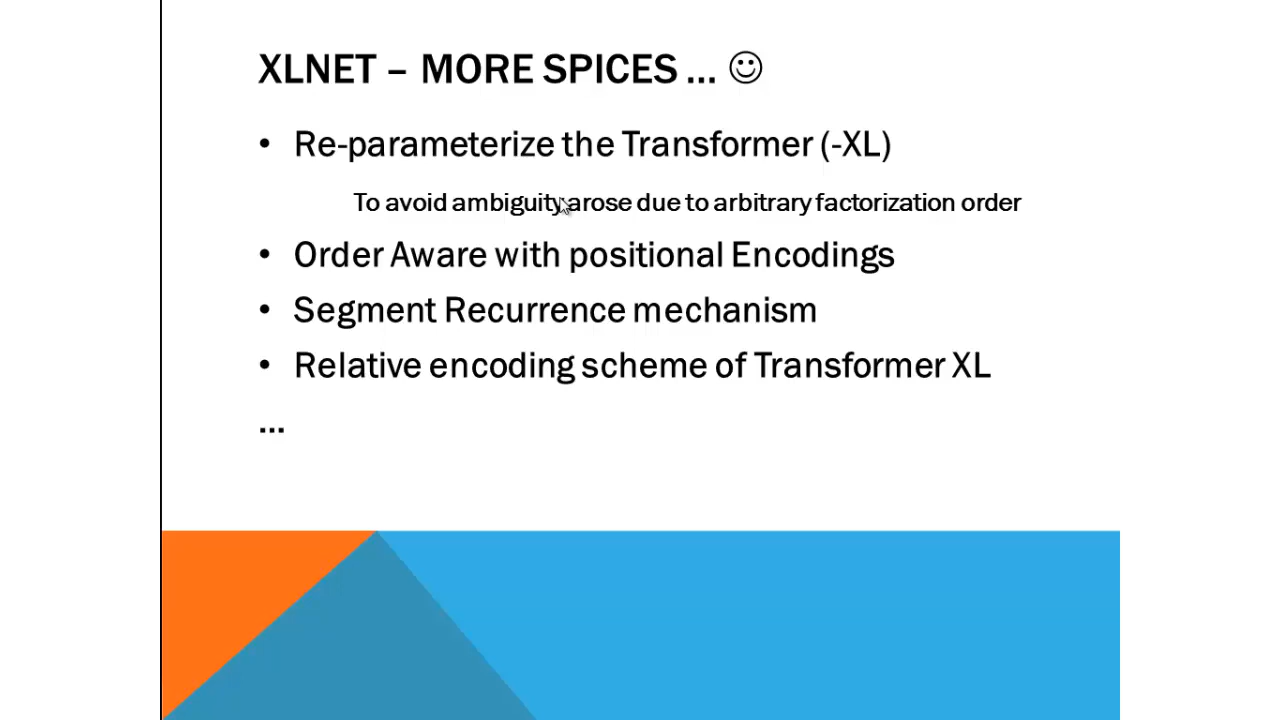 XLNET – MORE SPICES ... ☺
• Re-parameterize the Transformer (-XL)
To avoid ambiguity arose due to arbitrary factorization order
• Order Aware with positional Encodings
• Segment Recurrence mechanism
• Relative encoding scheme of Transformer XL
...